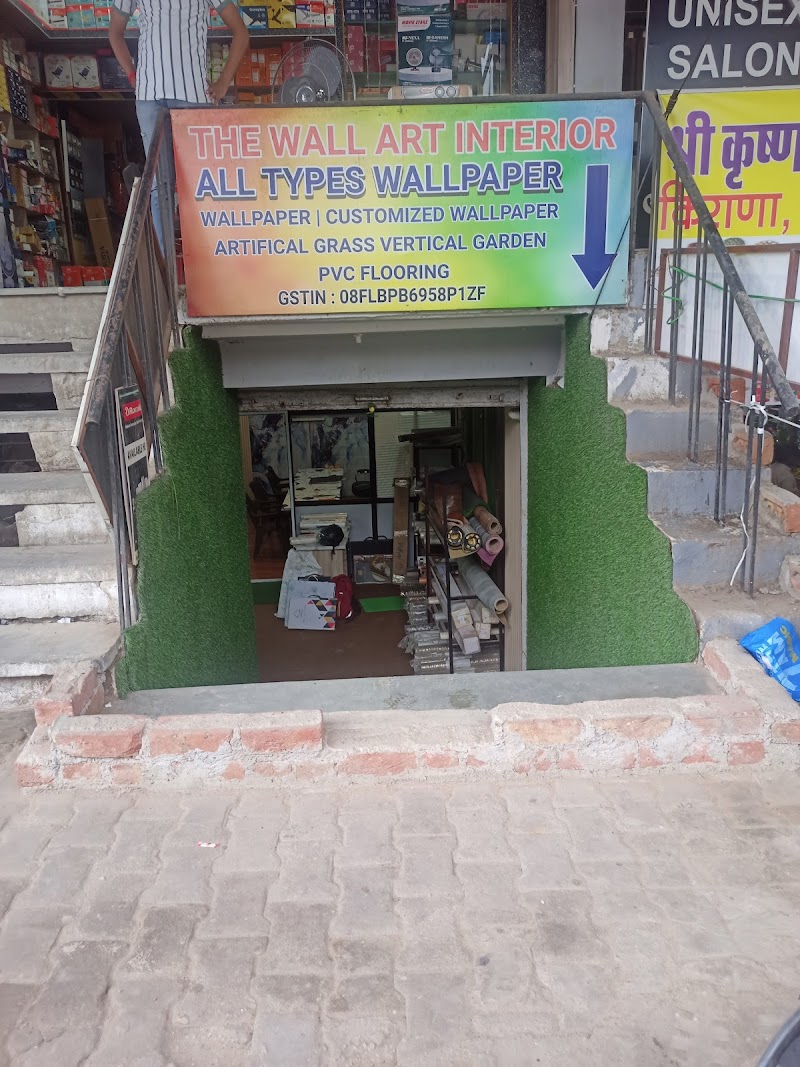 THE WALL ART INTERIOR
ALL TYPES WALLPAPER
WALLPAPER | CUSTOMIZED WALLPAPER
ARTIFICAL GRASS VERTICAL GARDEN
PVC FLOORING
GSTIN : 08FLBPB6958P1ZF
UNISEX
SALON
श्री कृष्ण
किराणा,